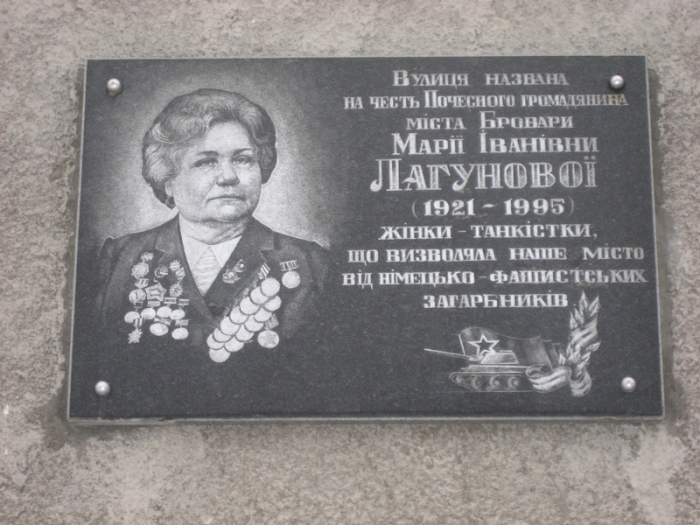 Вулиця названа
на честь Почесного громадянина
міста Бровари
Марії Іванівни
Лагунової
(1921 - 1995)
жінки - танкістки,
що визволяла наше місто
від німецько - фашистських
загарбників